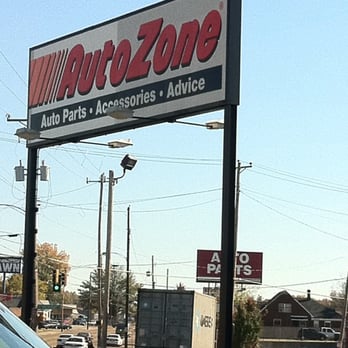 AutoZone
Auto Parts • Accessories • Advice
AUTO
PARTS